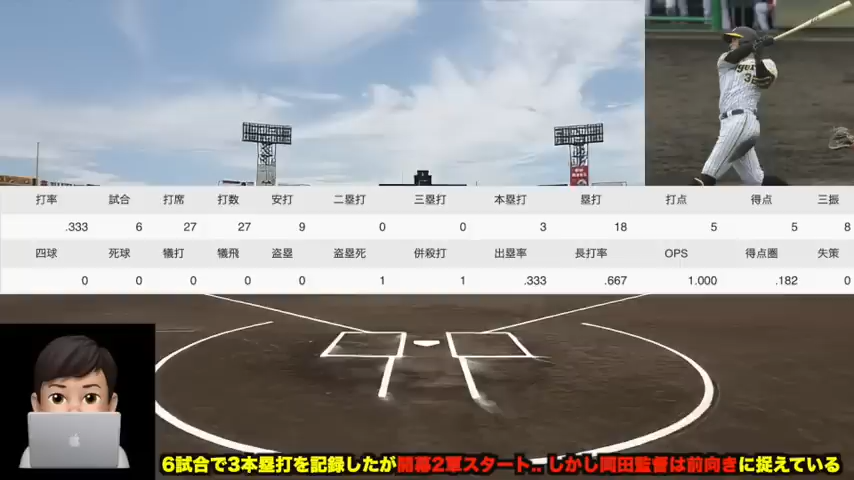 打率 試合 打席 打数 安打 二塁打 三塁打 本塁打 塁打 打点 得点 三振
.333 6 27 27 9 0 0 3 18 5 5 8
四球 死球 犠打 犠飛 盗塁 盗塁死 併殺打 出塁率 長打率 OPS 得点圏 失策
0 0 0 0 0 1 1 .333 .667 1.000 .182 0
6試合で3本塁打を記録したが開幕2軍スタート.. しかし岡田監督は前向きに捉えている